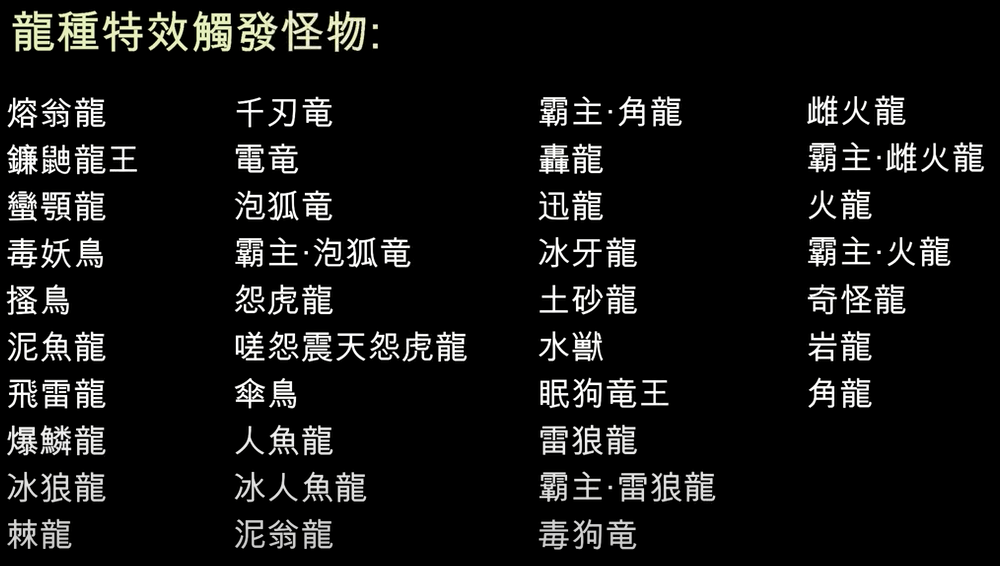 龍種特效觸發怪物:
熔翁龍
鐮鼬龍王
蠻顎龍
毒妖鳥
搔鳥
泥魚龍
飛雷龍
爆鱗龍
冰狼龍
棘龍
千刃竜
電竜
泡狐竜
霸主·泡狐竜
怨虎龍
嗟怨震天怨虎龍
傘鳥
人魚龍
冰人魚龍
泥翁龍
霸主·角龍
轟龍
迅龍
冰牙龍
土砂龍
水獸
眠狗竜王
雷狼龍
霸主·雷狼龍
毒狗竜
雌火龍
霸主·雌火龍
火龍
霸主·火龍
奇怪龍
岩龍
角龍